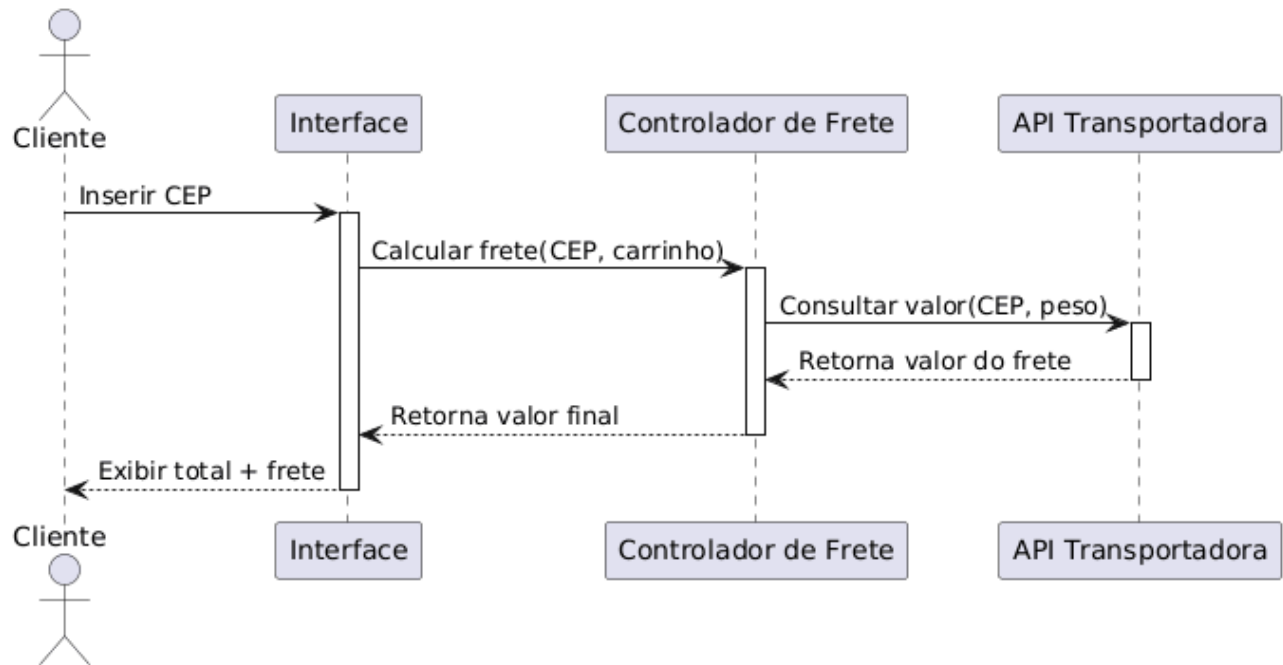 Cliente
Interface
Controlador de Frete
API Transportadora
Inserir CEP
Calcular frete(CEP, carrinho)
Consultar valor(CEP, peso)
Retorna valor do frete
Retorna valor final
Exibir total + frete
Cliente
Interface
Controlador de Frete
API Transportadora